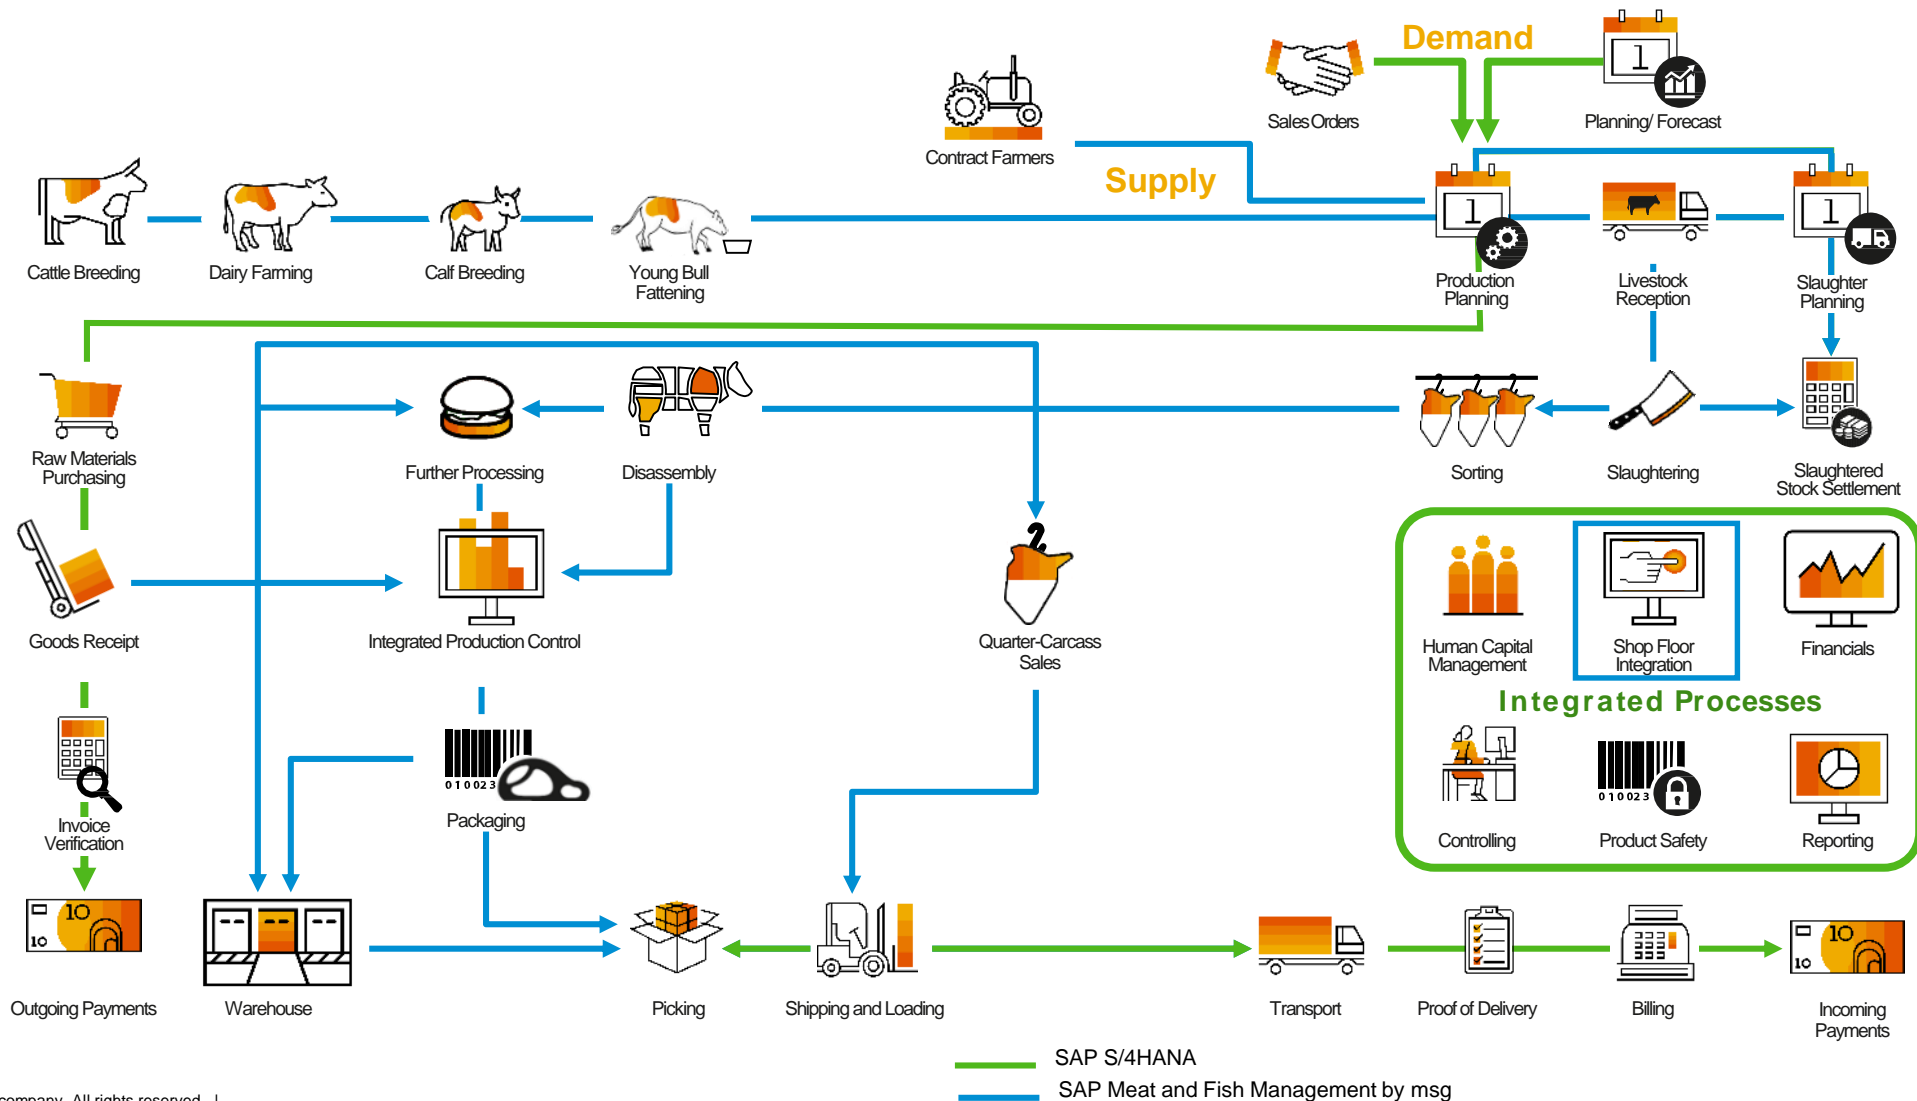 Demand
Sales Orders
1
Planning/ Forecast
Contract Farmers
Supply
Cattle Breeding
Dairy Farming
Calf Breeding
Young Bull
Fattening
1
Production
Planning
Livestock
Reception
1
Slaughter
Planning
Raw Materials
Purchasing
Further Processing
Disassembly
Sorting
Slaughtering
Slaughtered
Stock Settlement
Goods Receipt
Integrated Production Control
Quarter-Carcass
Sales
Human Capital
Management
Shop Floor
Integration
Financials
Integrated Processes
Invoice
Verification
010023
Packaging
Controlling
010023
Product Safety
Reporting
10
10
Outgoing Payments
Warehouse
Picking
Shipping and Loading
Transport
Proof of Delivery
Billing
10
10
Incoming
Payments
SAP S/4HANA
SAP Meat and Fish Management by msg
company. All rights reserved. |